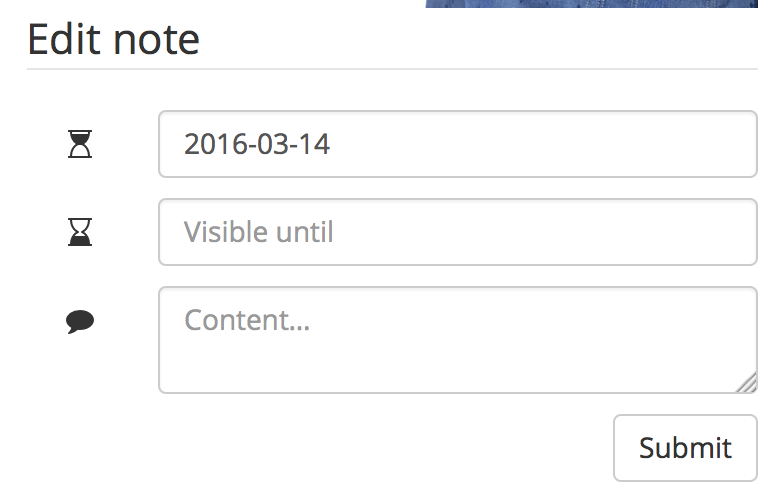 Edit note
2016-03-14
Visible until
Content...
Submit